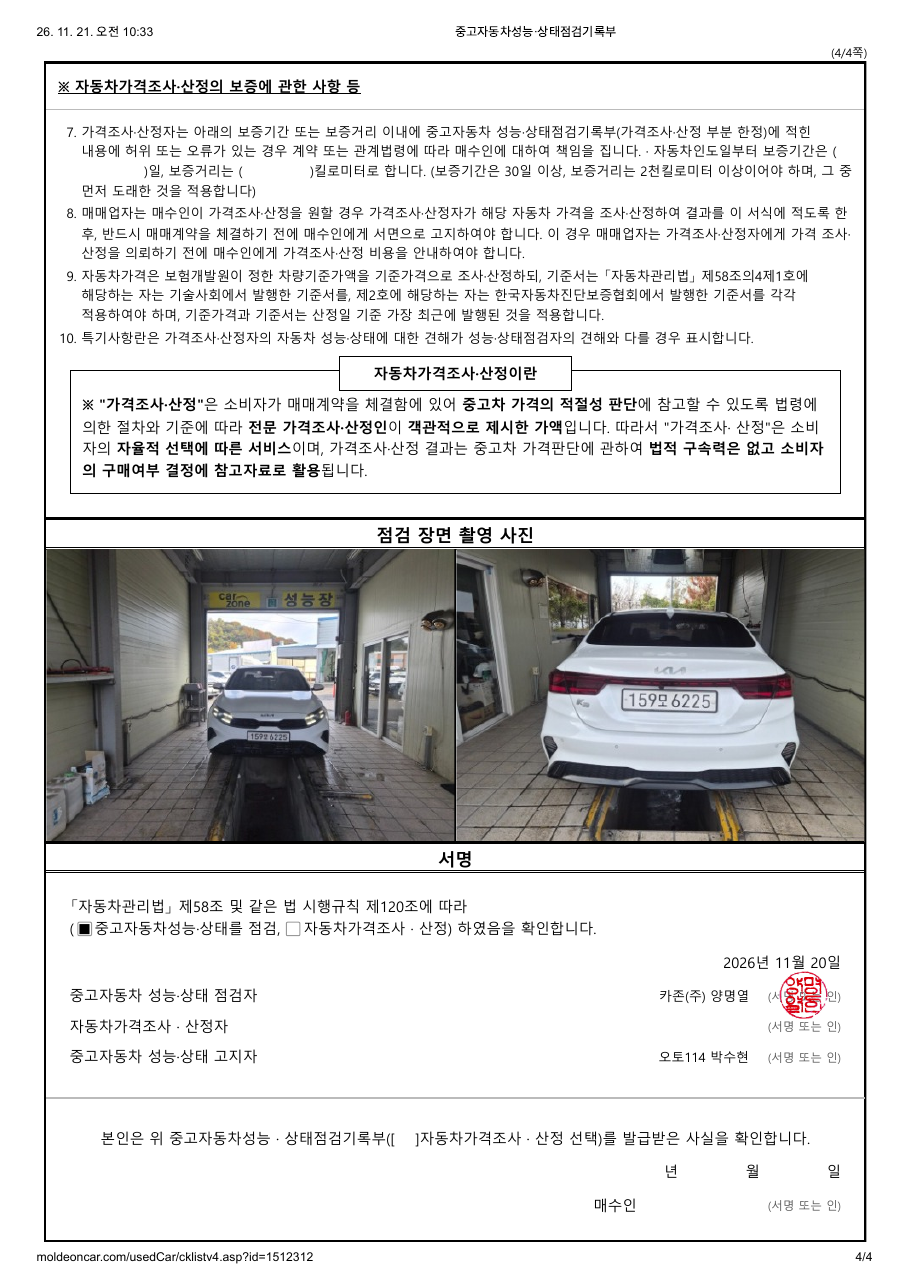 26. 11. 21. 오전 10:33
중고자동차성능·상태점검기록부
(4/4쪽)
※ 자동차가격조사·산정의 보증에 관한 사항 등
7. 가격조사·산정자는 아래의 보증기간 또는 보증거리 이내에 중고자동차 성능·상태점검기록부(가격조사·산정 부분 한정)에 적힌
내용에 허위 또는 오류가 있는 경우 계약 또는 관계법령에 따라 매수인에 대하여 책임을 집니다. · 자동차인도일부터 보증기간은 (
)일, 보증거리는 ( )킬로미터로 합니다. (보증기간은 30일 이상, 보증거리는 2천킬로미터 이상이어야 하며, 그 중
먼저 도래한 것을 적용합니다)
8. 매매업자는 매수인이 가격조사·산정을 원할 경우 가격조사·산정자가 해당 자동차 가격을 조사·산정하여 결과를 이 서식에 적도록 한
후, 반드시 매매계약을 체결하기 전에 매수인에게 서면으로 고지하여야 합니다. 이 경우 매매업자는 가격조사·산정자에게 가격 조사·
산정을 의뢰하기 전에 매수인에게 가격조사·산정 비용을 안내하여야 합니다.
9. 자동차가격은 보험개발원이 정한 차량기준가액을 기준가격으로 조사·산정하되, 기준서는「자동차관리법」제58조의4제1호에
해당하는 자는 기술사회에서 발행한 기준서를, 제2호에 해당하는 자는 한국자동차진단보증협회에서 발행한 기준서를 각각
적용하여야 하며, 기준가격과 기준서는 산정일 기준 가장 최근에 발행된 것을 적용합니다.
10. 특기사항란은 가격조사·산정자의 자동차 성능·상태에 대한 견해가 성능·상태점검자의 견해와 다를 경우 표시합니다.
자동차가격조사·산정이란
※ "가격조사·산정"은 소비자가 매매계약을 체결함에 있어 중고차 가격의 적절성 판단에 참고할 수 있도록 법령에
의한 절차와 기준에 따라 전문 가격조사·산정인이 객관적으로 제시한 가액입니다. 따라서 "가격조사· 산정"은 소비
자의 자율적 선택에 따른 서비스이며, 가격조사·산정 결과는 중고차 가격판단에 관하여 법적 구속력은 없고 소비자
의 구매여부 결정에 참고자료로 활용됩니다.
점검 장면 촬영 사진
car zone 성능장
159모 6225
KIA
K3
159모 6225
서명
「자동차관리법」 제58조 및 같은 법 시행규칙 제120조에 따라
( ■ 중고자동차성능·상태를 점검, □ 자동차가격조사 · 산정) 하였음을 확인합니다.
2026년 11월 20일
중고자동차 성능·상태 점검자 카존(주) 양명열 (서명 또는 인)
자동차가격조사 · 산정자 (서명 또는 인)
중고자동차 성능·상태 고지자 오토114 박수현 (서명 또는 인)
본인은 위 중고자동차성능 · 상태점검기록부([ ]자동차가격조사 · 산정 선택)를 발급받은 사실을 확인합니다.
년 월 일
매수인 (서명 또는 인)
moldeoncar.com/usedCar/cklistv4.asp?id=1512312
4/4